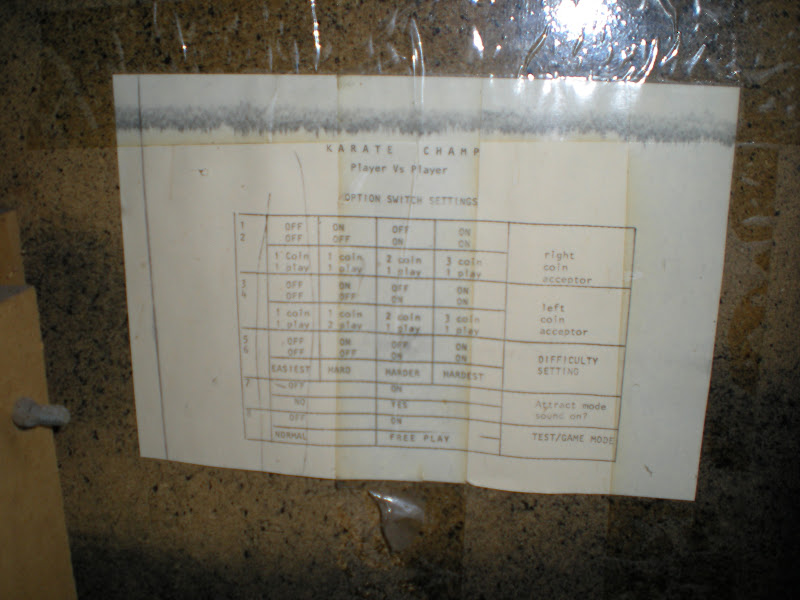 KARATE CHAMP
Player Vs Player
OPTION SWITCH SETTINGS
1 OFF ON OFF ON
2 OFF OFF ON ON
1 Coin 1 coin 2 coin 3 coin right
1 play 1 play 1 play 1 play coin
acceptor
3 OFF ON OFF ON
4 OFF OFF ON ON
1 coin 1 coin 2 coin 3 coin left
1 play 2 play 1 play 1 play coin
acceptor
5 OFF ON OFF ON
6 OFF OFF ON ON
DIFFICULTY
SETTING
EASIEST HARD HARDER HARDEST
7 OFF ON
NO YES
Attract mode
sound on?
OFF ON
NORMAL FREE PLAY
TEST/GAME MODE